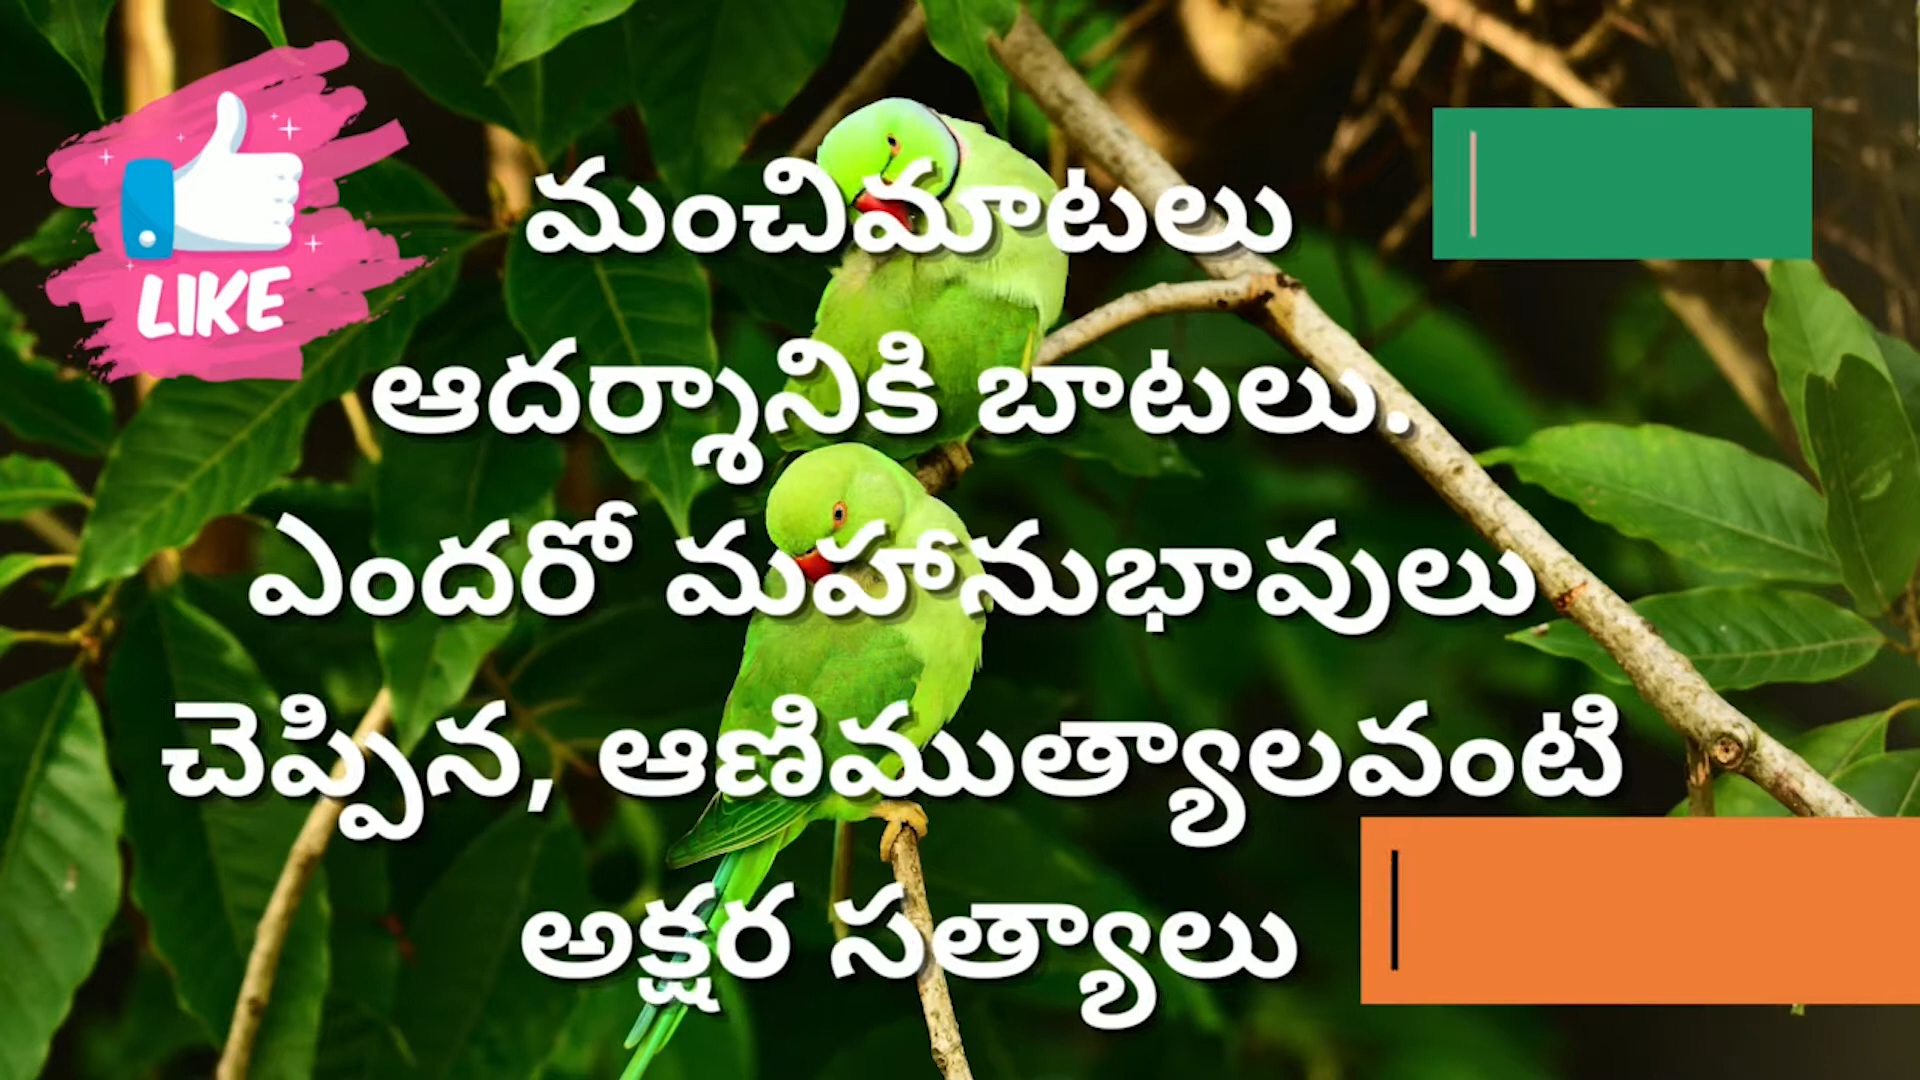 LIKE
మంచిమాటలు
ఆదర్శానికి బాటలు.
ఎందరో మహానుభావులు
చెప్పిన, ఆణిముత్యాలవంటి
అక్షర సత్యాలు